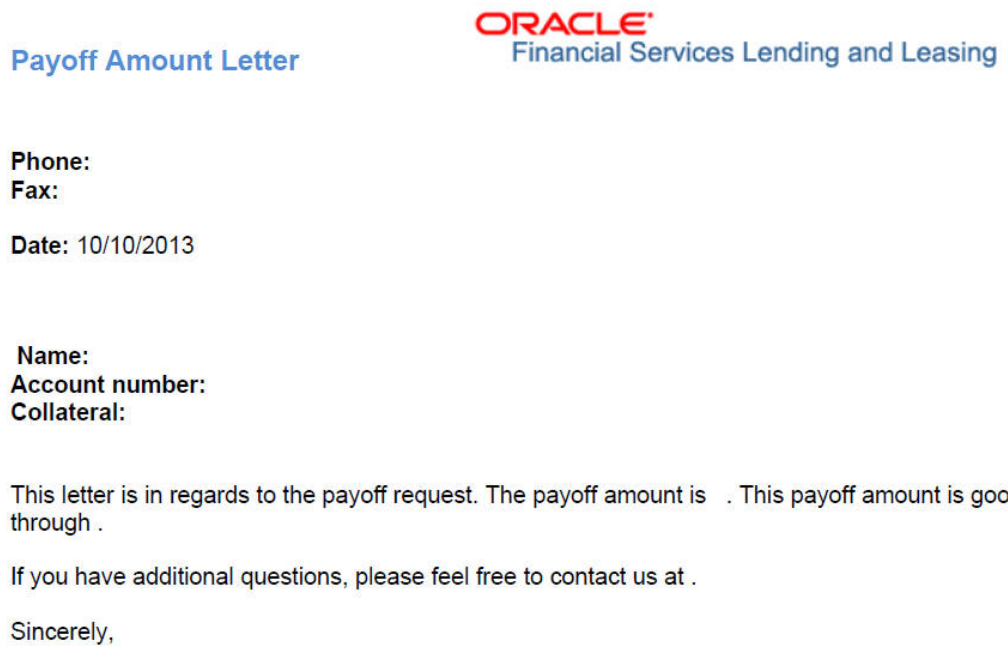 ORACLE
Payoff Amount Letter
Financial Services Lending and Leasing
Phone:
Fax:
Date: 10/10/2013
Name:
Account number:
Collateral:
This letter is in regards to the payoff request. The payoff amount is   . This payoff amount is goo
through .
If you have additional questions, please feel free to contact us at .
Sincerely,